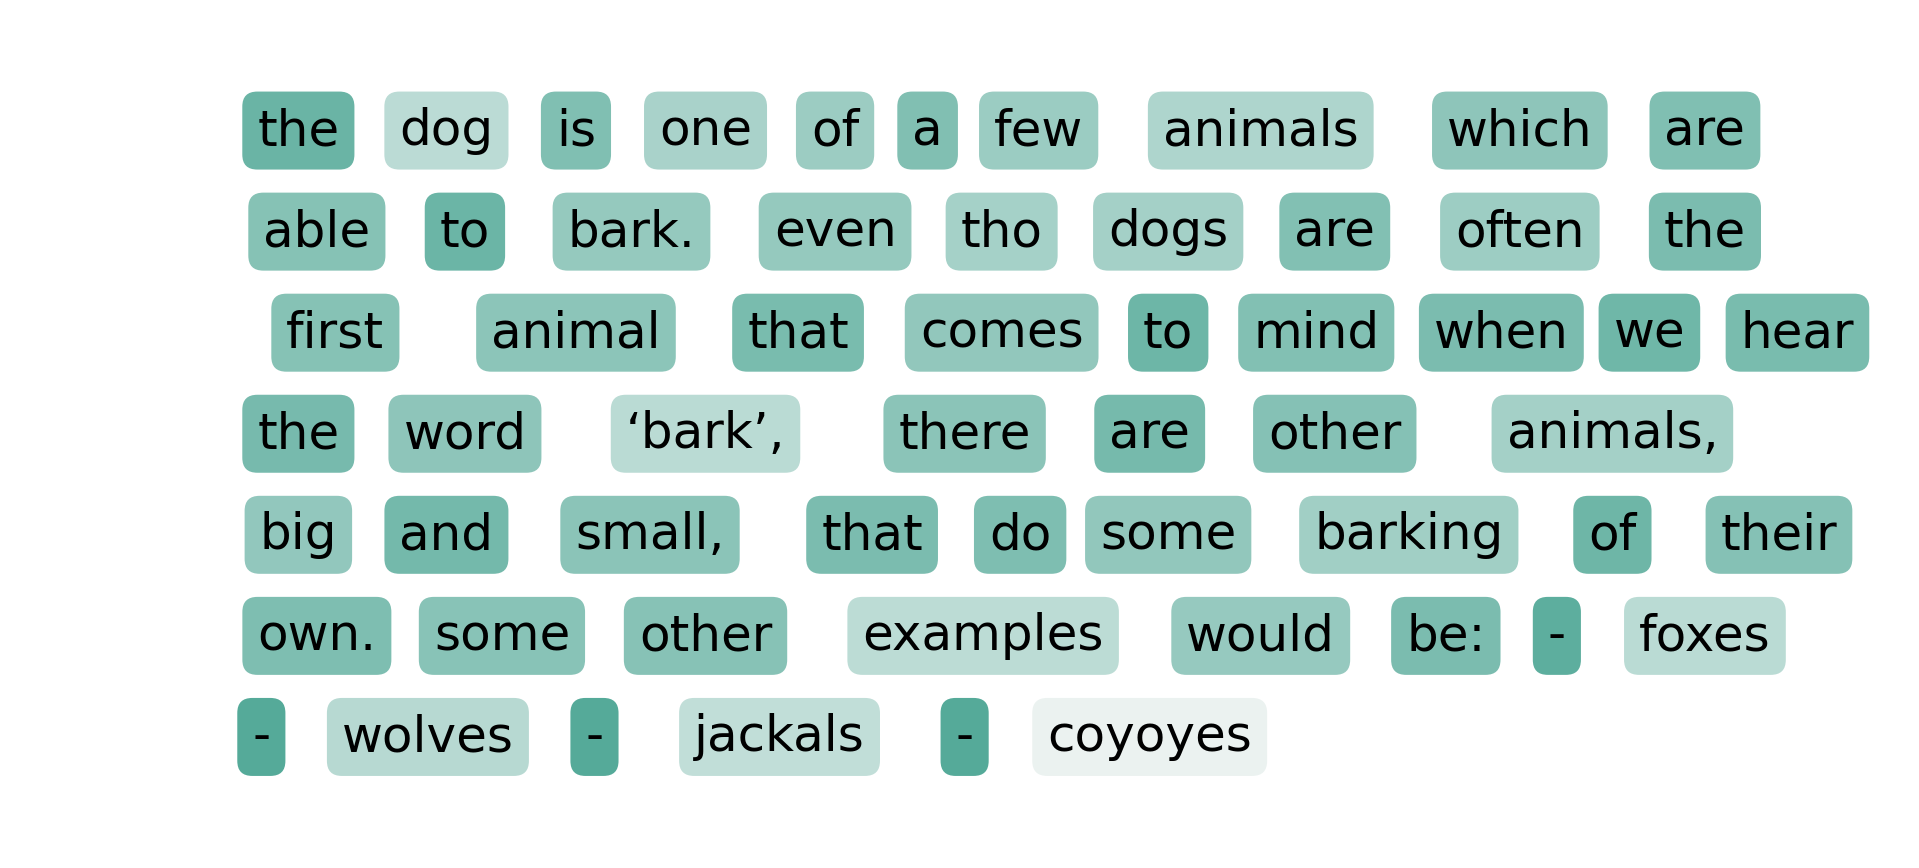 the dog is one of a few animals which are
able to bark. even tho dogs are often the
first animal that comes to mind when we hear
the word ‘bark’, there are other animals,
big and small, that do some barking of their
own. some other examples would be: - foxes
- wolves - jackals - coyoyes